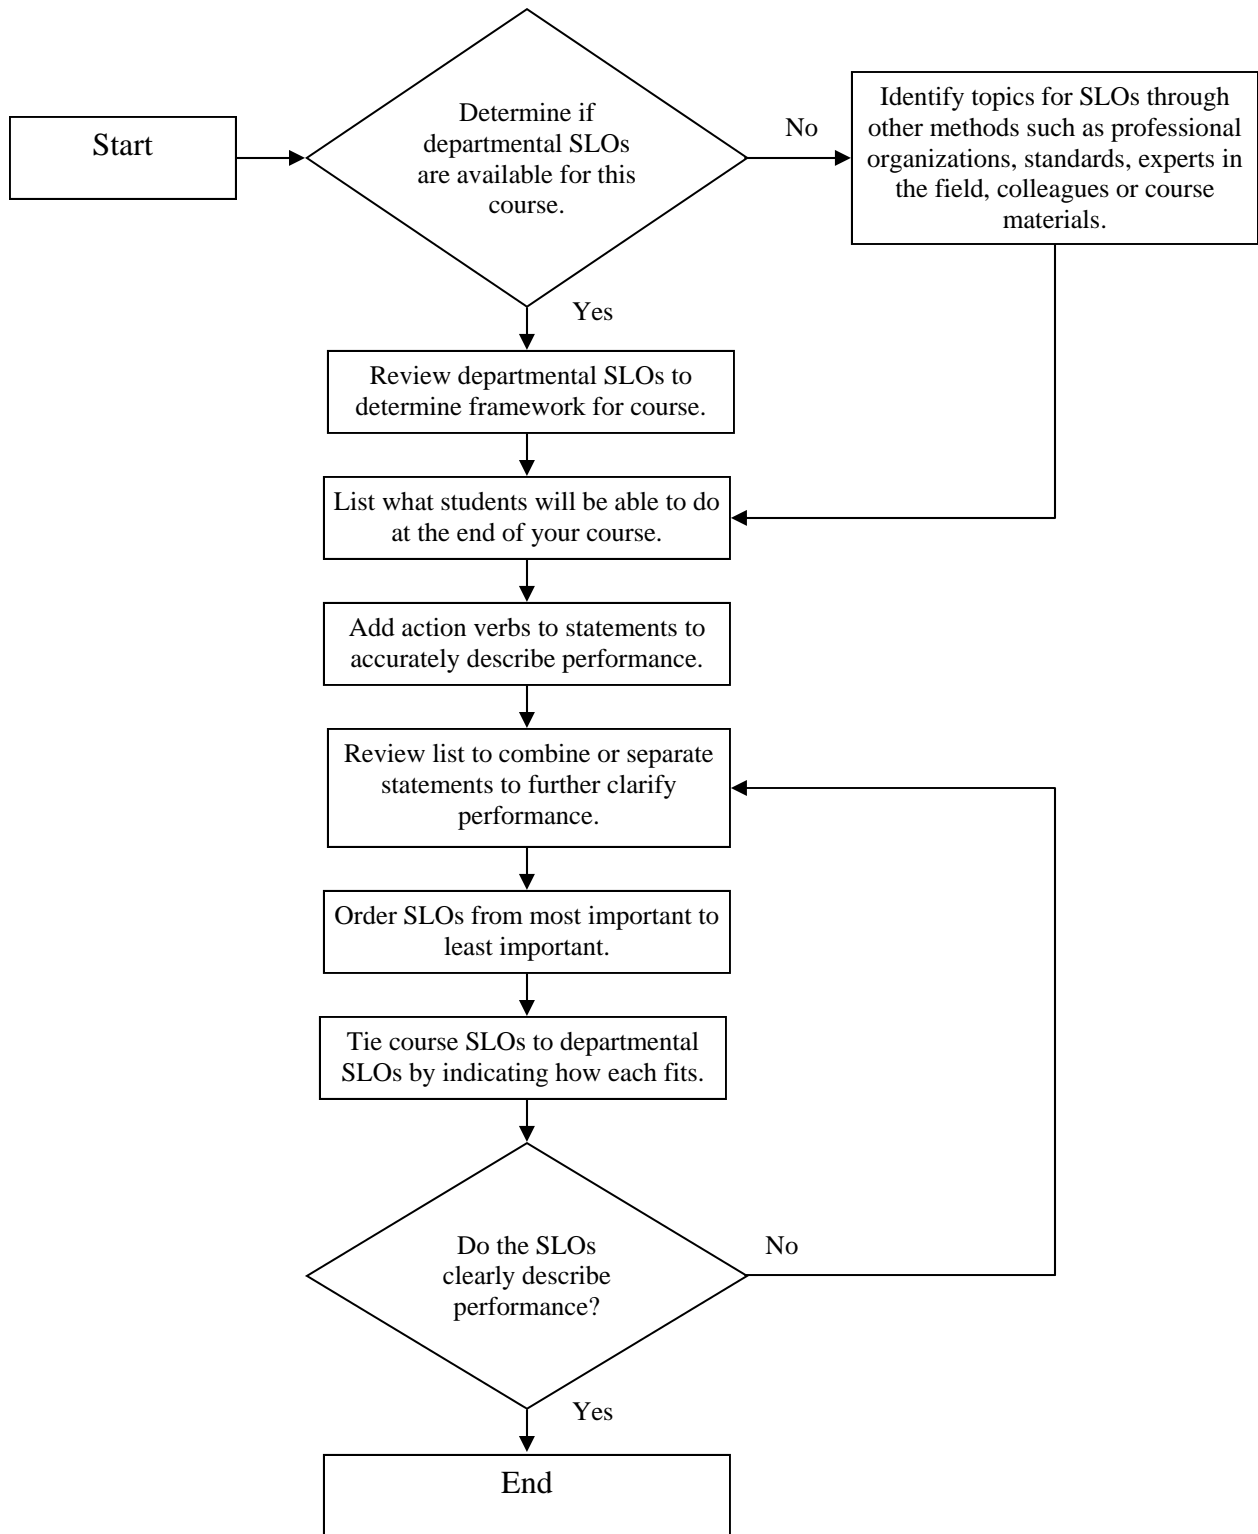 Start
Determine if
departmental SLOs
are available for this
course.
No
Identify topics for SLOs through
other methods such as professional
organizations, standards, experts in
the field, colleagues or course
materials.
Yes
Review departmental SLOs to
determine framework for course.
List what students will be able to do
at the end of your course.
Add action verbs to statements to
accurately describe performance.
Review list to combine or separate
statements to further clarify
performance.
Order SLOs from most important to
least important.
Tie course SLOs to departmental
SLOs by indicating how each fits.
Do the SLOs
clearly describe
performance?
No
Yes
End